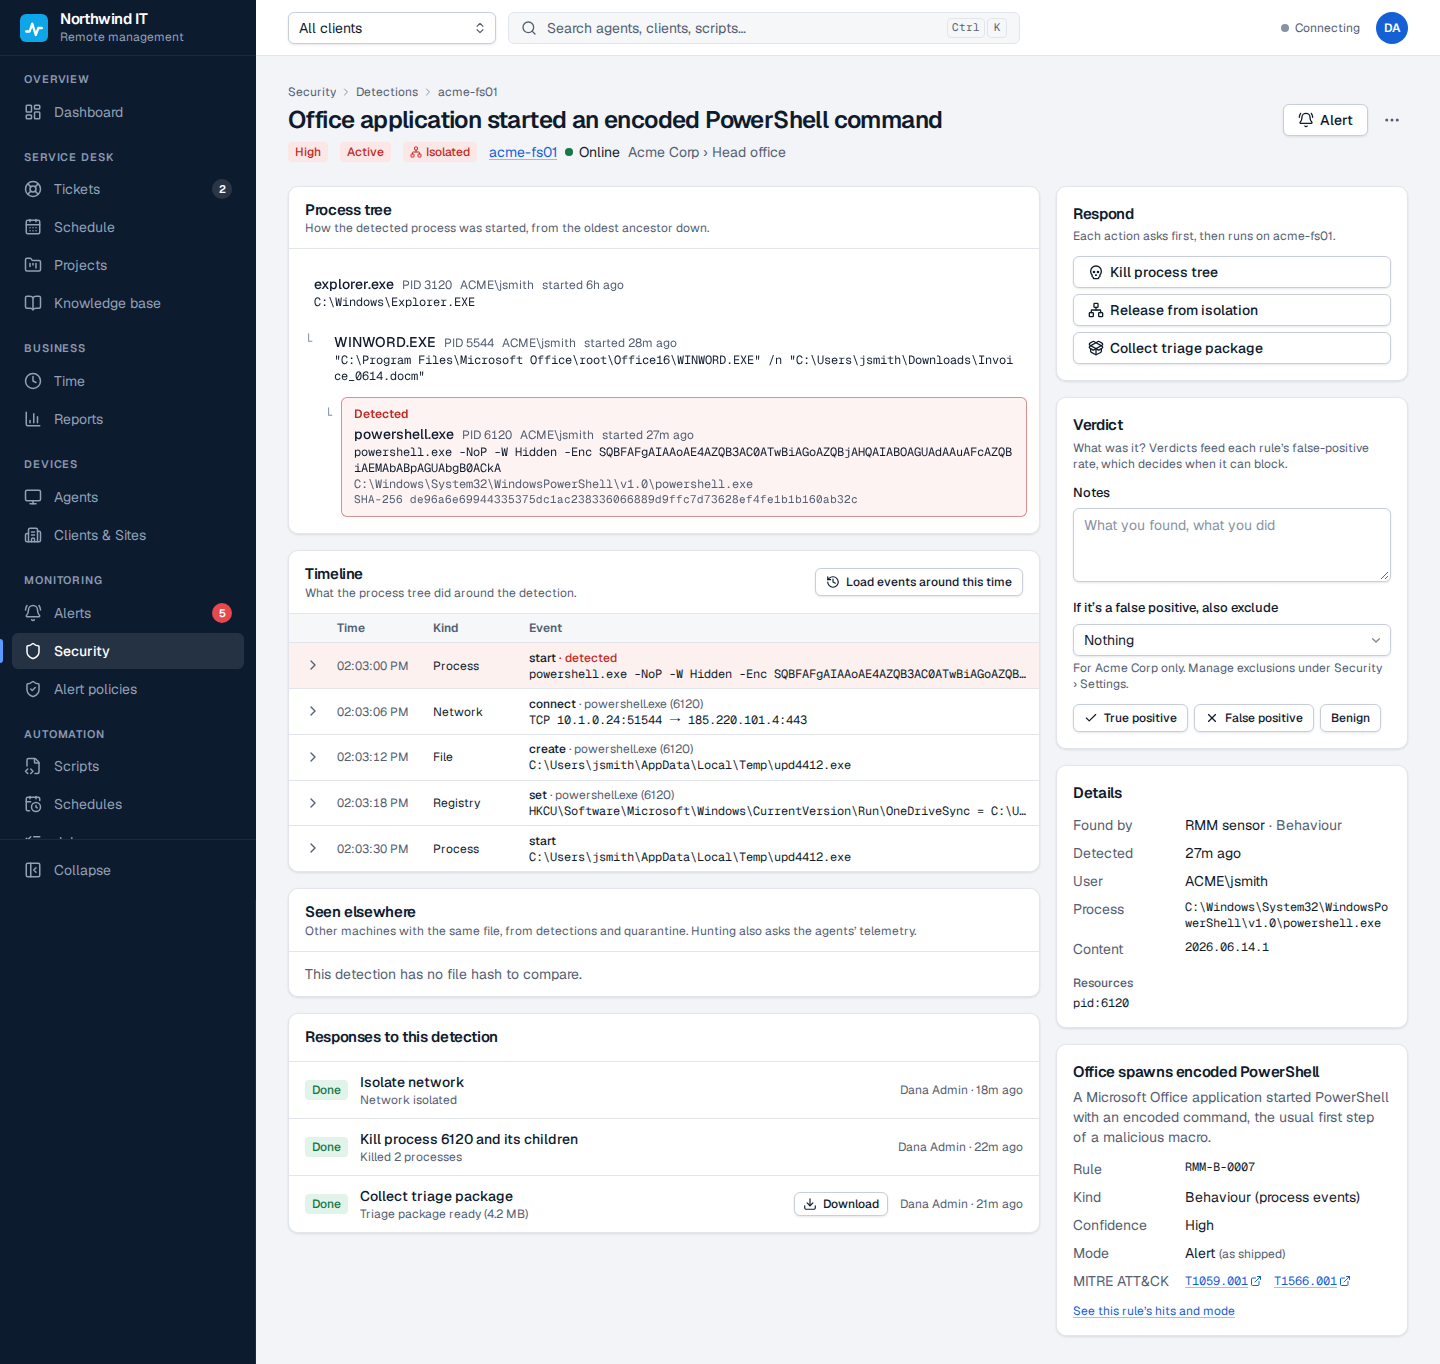 Northwind IT
Remote management
All clients
Search agents, clients, scripts...
Ctrl K
Connecting
DA
OVERVIEW
Dashboard
SERVICE DESK
Tickets
2
Schedule
Projects
Knowledge base
BUSINESS
Time
Reports
DEVICES
Agents
Clients & Sites
MONITORING
Alerts
5
Security
Alert policies
AUTOMATION
Scripts
Schedules
Collapse
Security > Detections > acme-fs01
Office application started an encoded PowerShell command
Alert
High Active Isolated acme-fs01 Online Acme Corp › Head office
Process tree
How the detected process was started, from the oldest ancestor down.
explorer.exe PID 3120 ACME\jsmith started 6h ago
C:\Windows\Explorer.EXE
WINWORD.EXE PID 5544 ACME\jsmith started 28m ago
"C:\Program Files\Microsoft Office\root\Office16\WINWORD.EXE" /n "C:\Users\jsmith\Downloads\Invoi
ce_0614.docm"
Detected
powershell.exe PID 6120 ACME\jsmith started 27m ago
powershell.exe -NoP -W Hidden -Enc SQBFAFgAIAAoAE4AZQB3AC0ATwBiAGoAZQBjAHQAIABOAGUAdAAuAFcAZQB
iAEMAbABpAGUAbgB0ACkA
C:\Windows\System32\WindowsPowerShell\v1.0\powershell.exe
SHA-256 de96a6e69944335375dc1ac238336066889d9ffc7d73628ef4fe1b1b160ab32c
Timeline
What the process tree did around the detection.
Load events around this time
Time Kind Event
02:03:00 PM Process start · detected
powershell.exe -NoP -W Hidden -Enc SQBFAFgAIAAoAE4AZQB3AC0ATwBiAGoAZQB…
02:03:06 PM Network connect · powershell.exe (6120)
TCP 10.1.0.24:51544 → 185.220.101.4:443
02:03:12 PM File create · powershell.exe (6120)
C:\Users\jsmith\AppData\Local\Temp\upd4412.exe
02:03:18 PM Registry set · powershell.exe (6120)
HKCU\Software\Microsoft\Windows\CurrentVersion\Run\OneDriveSync = C:\U…
02:03:30 PM Process start
C:\Users\jsmith\AppData\Local\Temp\upd4412.exe
Seen elsewhere
Other machines with the same file, from detections and quarantine. Hunting also asks the agents' telemetry.
This detection has no file hash to compare.
Responses to this detection
Done Isolate network
Network isolated
Dana Admin · 18m ago
Done Kill process 6120 and its children
Killed 2 processes
Dana Admin · 22m ago
Done Collect triage package
Triage package ready (4.2 MB)
Download
Dana Admin · 21m ago
Respond
Each action asks first, then runs on acme-fs01.
Kill process tree
Release from isolation
Collect triage package
Verdict
What was it? Verdicts feed each rule's false-positive
rate, which decides when it can block.
Notes
What you found, what you did
If it's a false positive, also exclude
Nothing
For Acme Corp only. Manage exclusions under Security
› Settings.
True positive
False positive
Benign
Details
Found by RMM sensor · Behaviour
Detected 27m ago
User ACME\jsmith
Process C:\Windows\System32\WindowsPo
werShell\v1.0\powershell.exe
Content 2026.06.14.1
Resources
pid:6120
Office spawns encoded PowerShell
A Microsoft Office application started PowerShell
with an encoded command, the usual first step
of a malicious macro.
Rule RMM-B-0007
Kind Behaviour (process events)
Confidence High
Mode Alert (as shipped)
MITRE ATT&CK T1059.001 T1566.001
See this rule's hits and mode